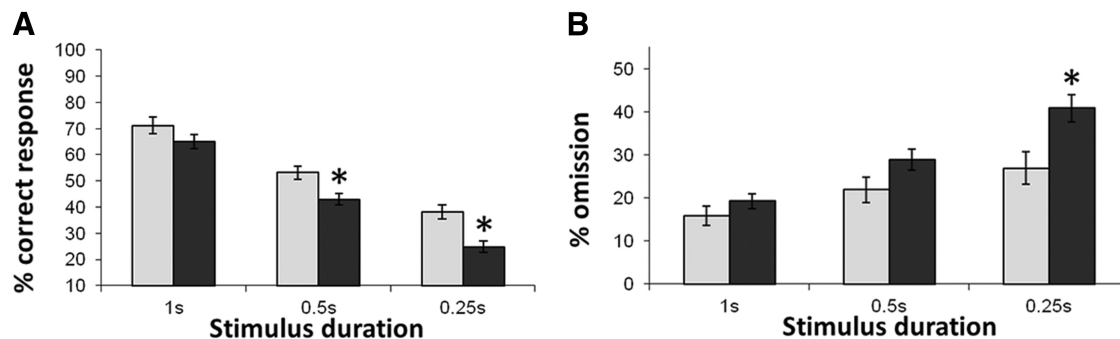 A
% correct response
100
90
80
70
60
50
40
30
20
10
*
*
1s 0.5s 0.25s
Stimulus duration
B
% omission
50
40
30
20
10
0
*
1s 0.5s 0.25s
Stimulus duration